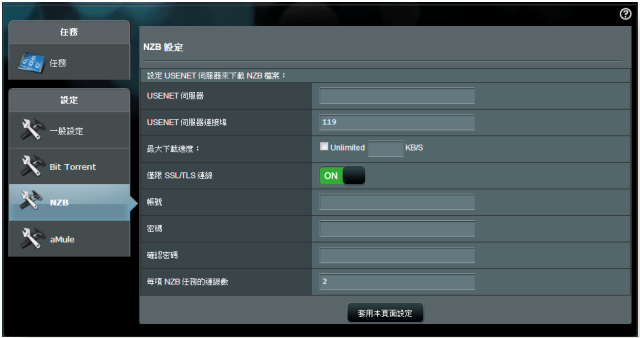 任務
任務
設定
一般設定
Bit Torrent
NZB
aMule
NZB 設定
設定 USENET 伺服器來下載 NZB 檔案：
USENET 伺服器
USENET 伺服器連接埠
119
最大下載速度：
Unlimited
KB/S
僅限 SSL/TLS 連線
ON
帳號
密碼
確認密碼
每項 NZB 任務的連線數
2
套用本頁面設定